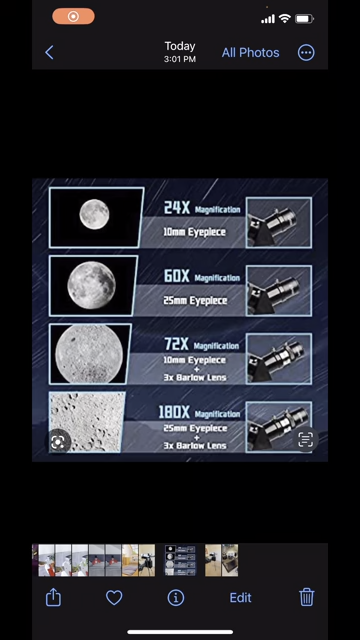 Today
3:01 PM
All Photos
24X Magnification
10mm Eyepiece
60X Magnification
25mm Eyepiece
72X Magnification
10mm Eyepiece
+
3x Barlow Lens
180X Magnification
25mm Eyepiece
+
3x Barlow Lens
Edit